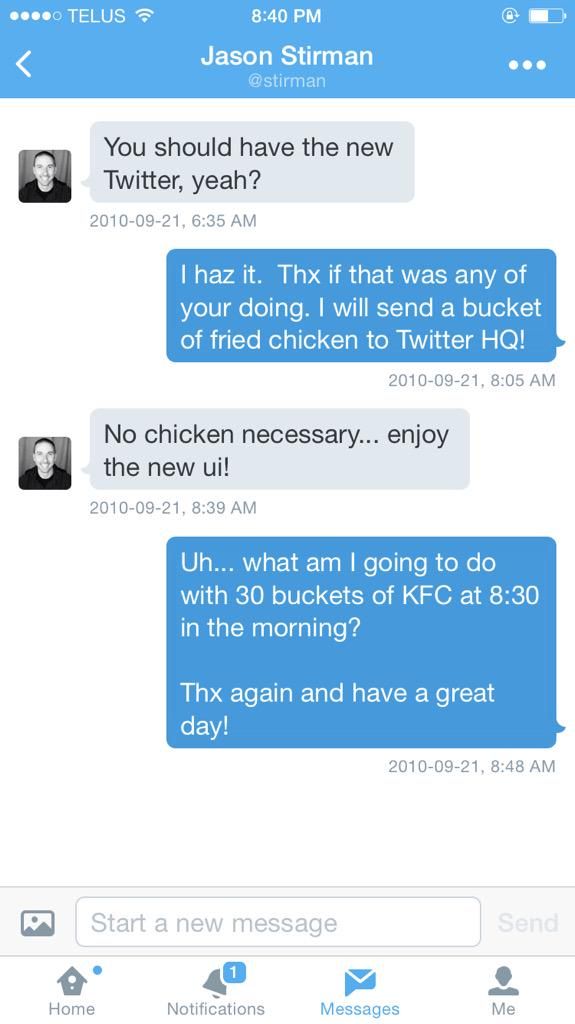 TELUS
8:40 PM
Jason Stirman
@stirman
You should have the new
Twitter, yeah?
2010-09-21, 6:35 AM
I haz it.  Thx if that was any of
your doing. I will send a bucket
of fried chicken to Twitter HQ!
2010-09-21, 8:05 AM
No chicken necessary... enjoy
the new ui!
2010-09-21, 8:39 AM
Uh... what am I going to do
with 30 buckets of KFC at 8:30
in the morning?
Thx again and have a great
day!
2010-09-21, 8:48 AM
Start a new message
Send
1
Home
Notifications
Messages
Me